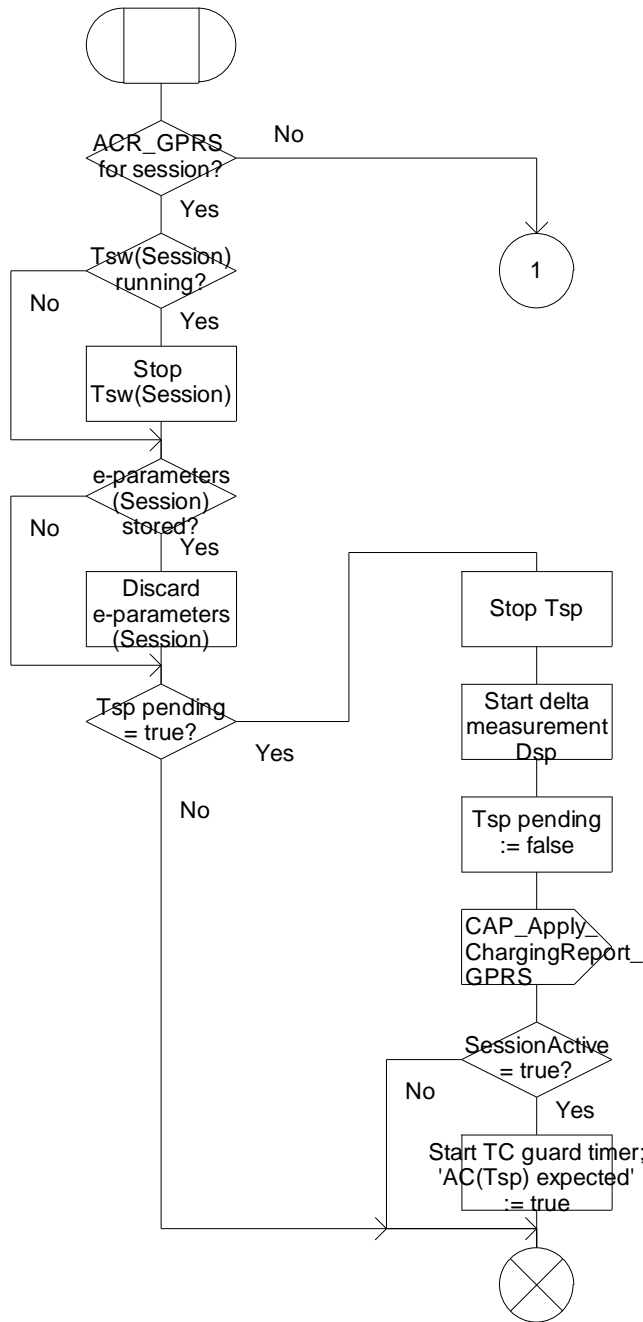 ACR_GPRS
for session?
No
Yes
1
Tsw(Session)
running?
No
Yes
Stop
Tsw(Session)
e-parameters
(Session)
stored?
No
Yes
Discard
e-parameters
(Session)
Tsp pending
= true?
Yes
No
Stop Tsp
Start delta
measurement
Dsp
Tsp pending
:= false
CAP_Apply_
ChargingReport_
GPRS
SessionActive
= true?
No
Yes
Start TC guard timer;
'AC(Tsp) expected'
:= true